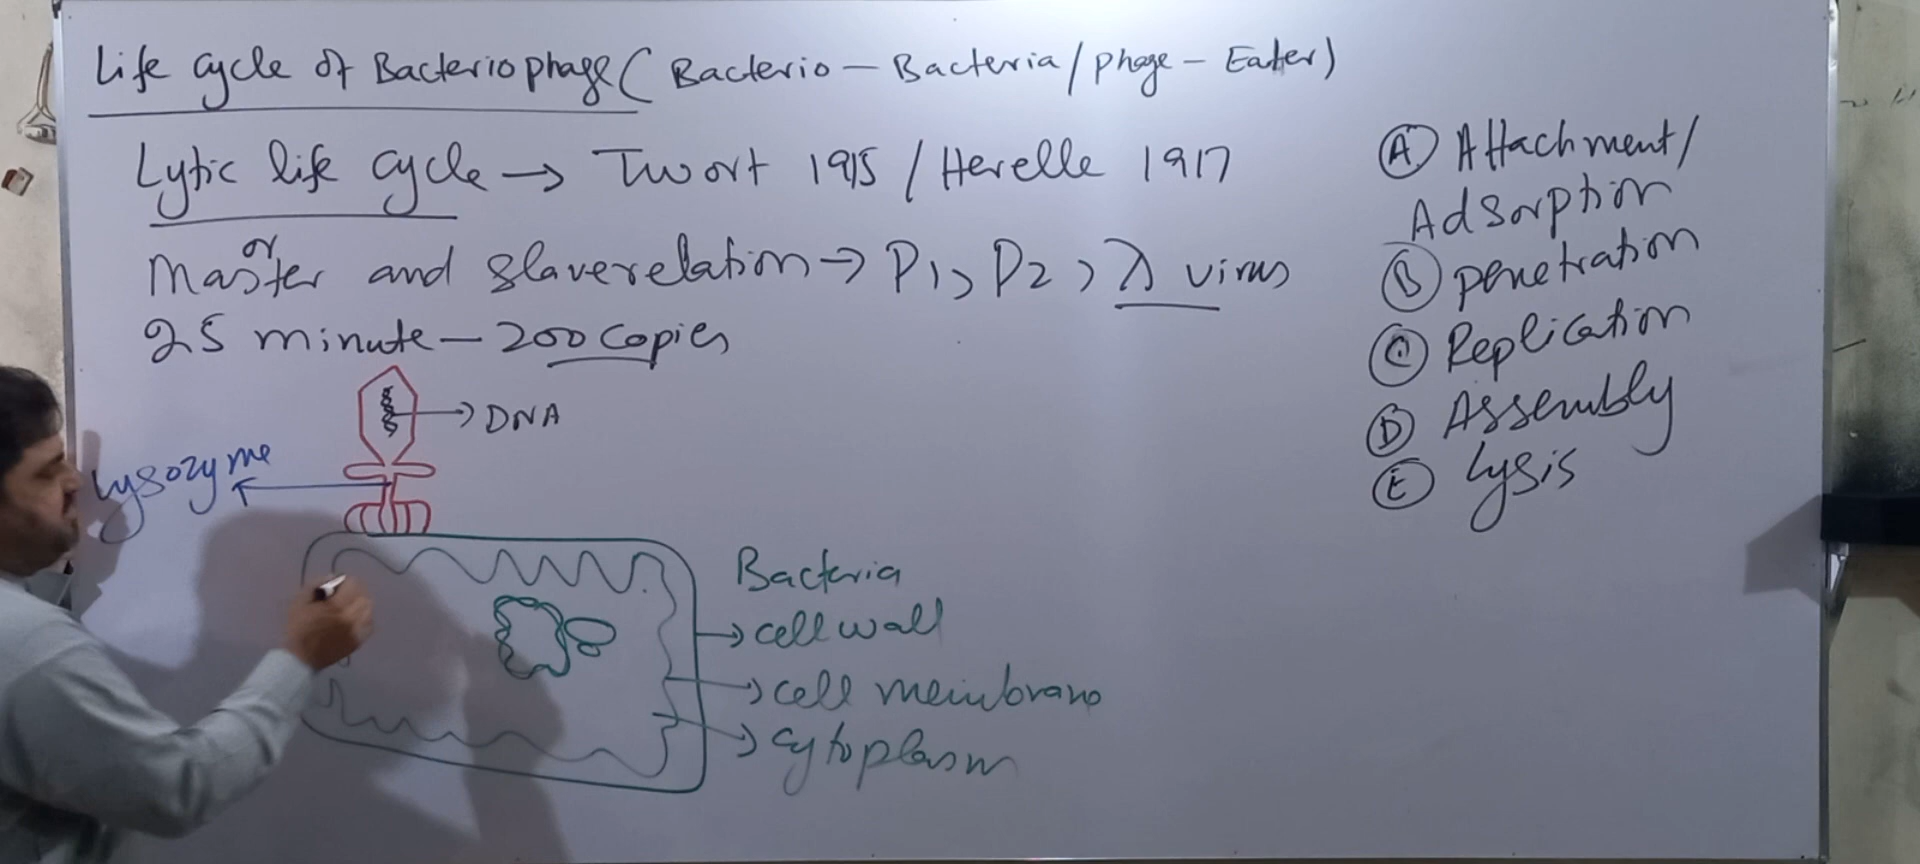 Life cycle of Bacteriophage ( Bacterio – Bacteria / phage – Eater )
Lytic life cycle → Twort 1915 / Herelle 1917
or
Master and slave relation → P1, P2, λ virus
25 minute – 200 copies
DNA
Lysozyme
Bacteria
→ cell wall
→ cell membrane
→ cytoplasm
(A) Attachment/
Adsorption
(B) penetration
(C) Replication
(D) Assembly
(E) Lysis